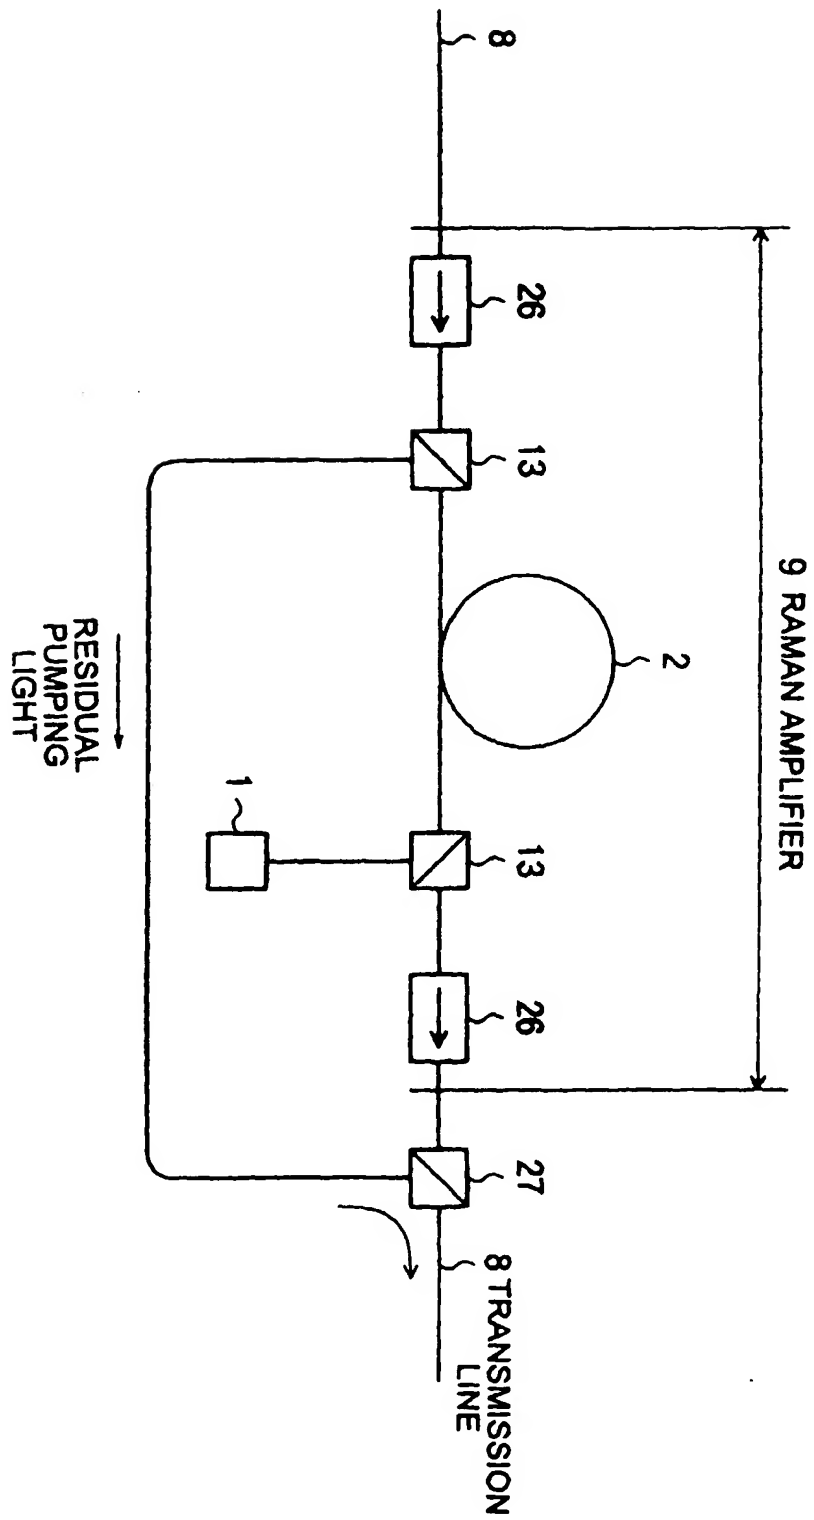 9 RAMAN AMPLIFIER
2
8
26
13
13
26
27
8 TRANSMISSION
LINE
1
RESIDUAL
PUMPING
LIGHT